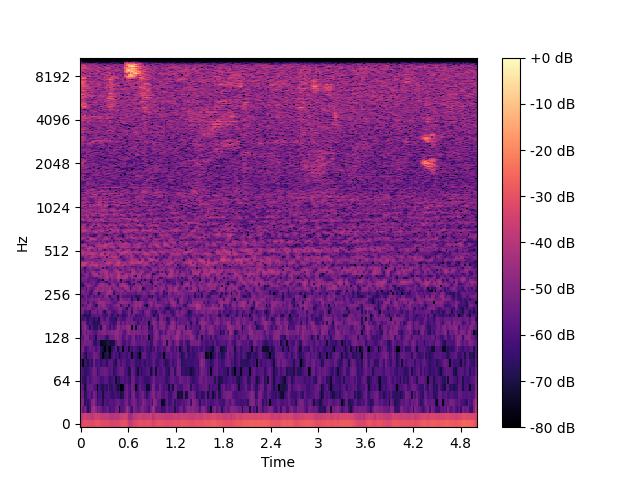 8192
4096
2048
1024
512
256
128
64
0
Hz
0 0.6 1.2 1.8 2.4 3 3.6 4.2 4.8
Time
+0 dB
-10 dB
-20 dB
-30 dB
-40 dB
-50 dB
-60 dB
-70 dB
-80 dB